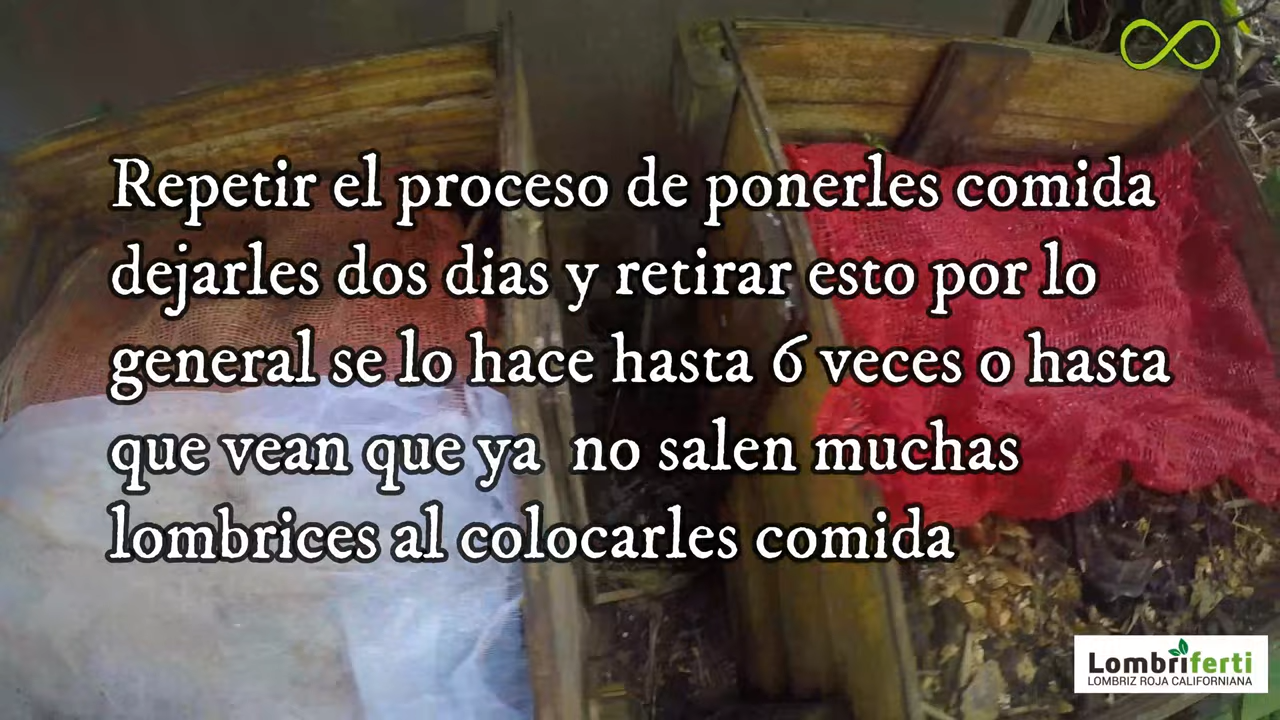 Repetir el proceso de ponerles comida
dejarles dos dias y retirar esto por lo
general se lo hace hasta 6 veces o hasta
que vean que ya  no salen muchas
lombrices al colocarles comida
Lombriferti
LOMBRIZ ROJA CALIFORNIANA